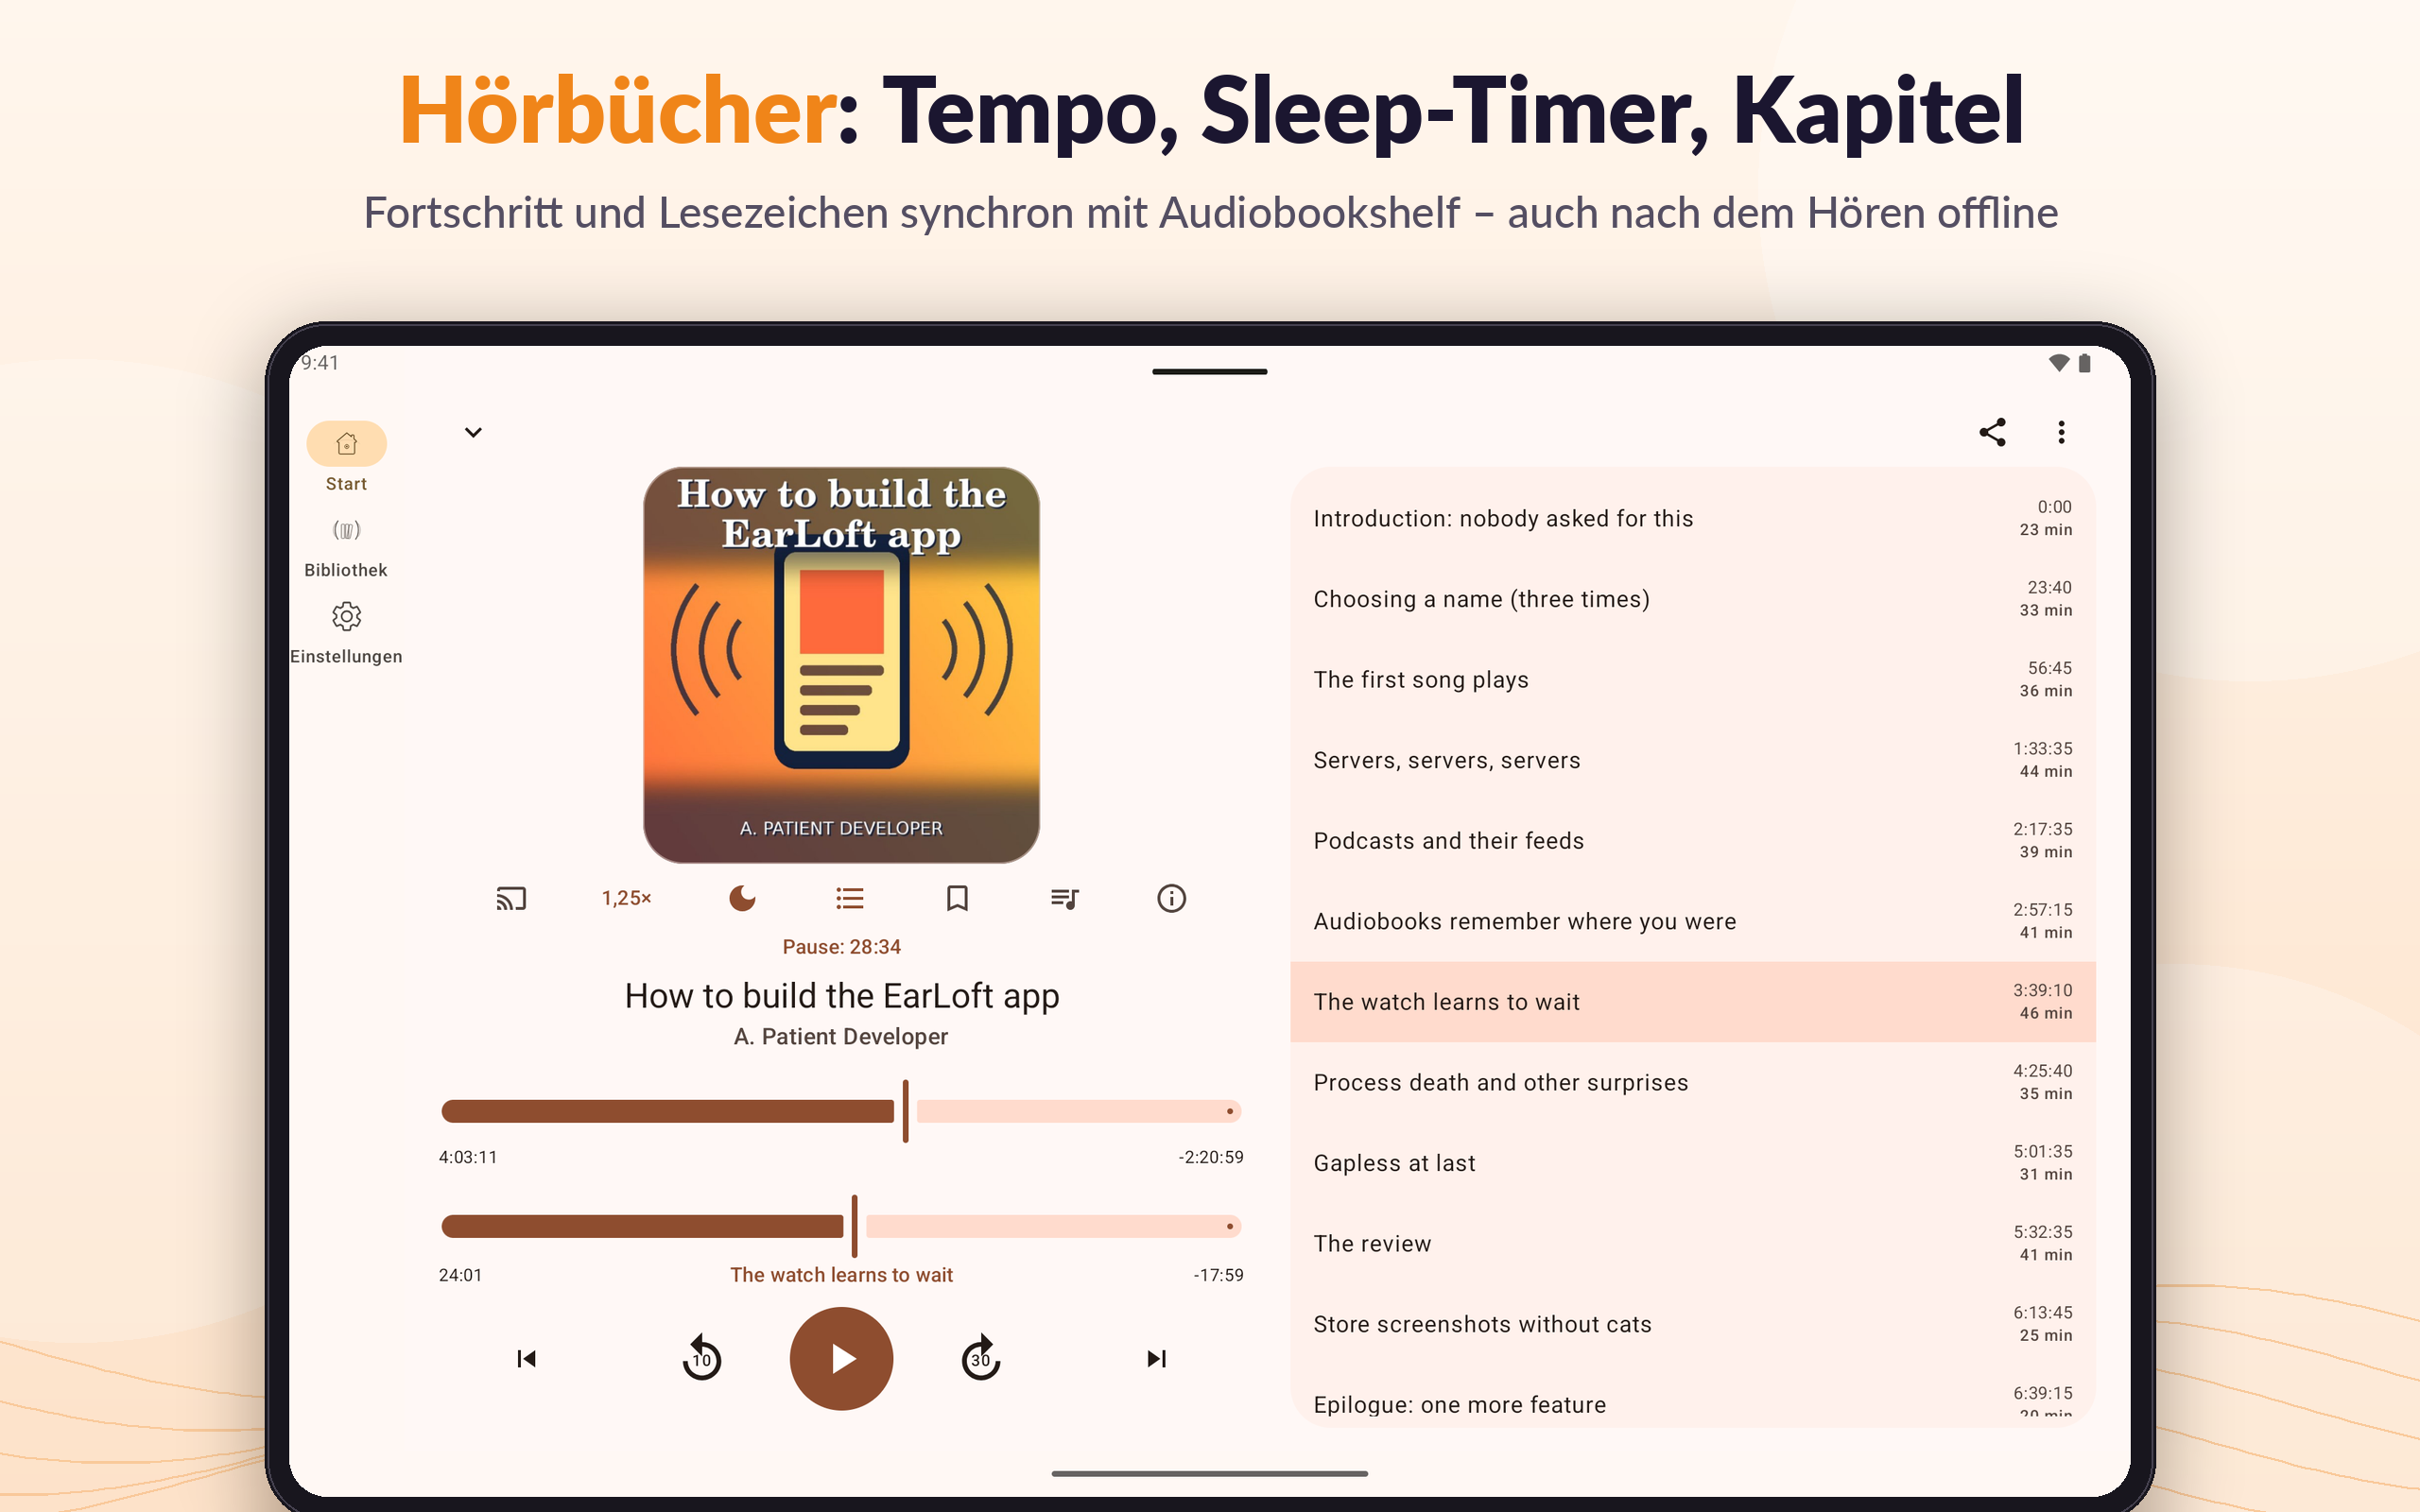 Hörbücher: Tempo, Sleep-Timer, Kapitel
Fortschritt und Lesezeichen synchron mit Audiobookshelf – auch nach dem Hören offline
9:41
Start
Bibliothek
Einstellungen
How to build the
EarLoft app
A. PATIENT DEVELOPER
1,25×
Pause: 28:34
How to build the EarLoft app
A. Patient Developer
4:03:11 -2:20:59
24:01 The watch learns to wait -17:59
10 30
Introduction: nobody asked for this 0:00
23 min
Choosing a name (three times) 23:40
33 min
The first song plays 56:45
36 min
Servers, servers, servers 1:33:35
44 min
Podcasts and their feeds 2:17:35
39 min
Audiobooks remember where you were 2:57:15
41 min
The watch learns to wait 3:39:10
46 min
Process death and other surprises 4:25:40
35 min
Gapless at last 5:01:35
31 min
The review 5:32:35
41 min
Store screenshots without cats 6:13:45
25 min
Epilogue: one more feature 6:39:15